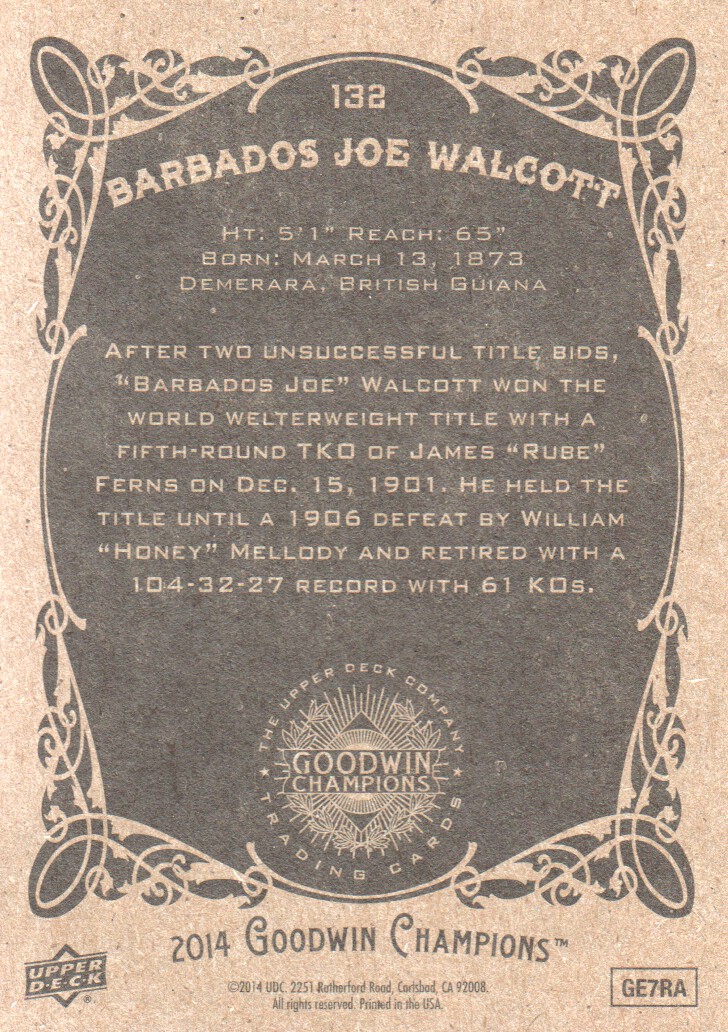 132
BARBADOS JOE WALCOTT
HT: 5'1" REACH: 65"
BORN: MARCH 13, 1873
DEMERARA, BRITISH GUIANA
AFTER TWO UNSUCCESSFUL TITLE BIDS,
"BARBADOS JOE" WALCOTT WON THE
WORLD WELTERWEIGHT TITLE WITH A
FIFTH-ROUND TKO OF JAMES "RUBE"
FERNS ON DEC. 15, 1901. HE HELD THE
TITLE UNTIL A 1906 DEFEAT BY WILLIAM
"HONEY" MELLODY AND RETIRED WITH A
104-32-27 RECORD WITH 61 KOS.
THE UPPER DECK COMPANY
GOODWIN
CHAMPIONS
★ TRADING CARDS ★
2014 GOODWIN CHAMPIONS™
UPPER
D·E·C·K®
©2014 UDC. 2251 Rutherford Road, Carlsbad, CA 92008.
All rights reserved. Printed in the USA.
GE7RA